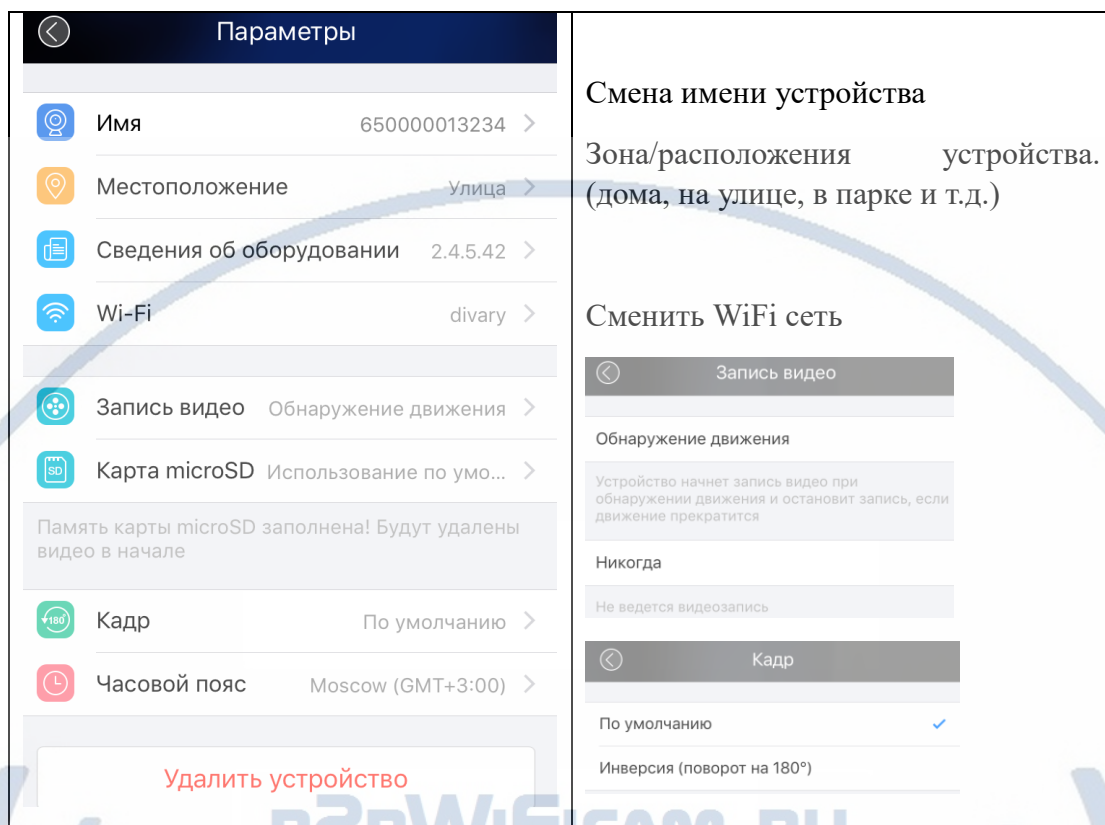 Параметры
Имя 650000013234
Местоположение Улица
Сведения об оборудовании 2.4.5.42
Wi-Fi divary
Запись видео Обнаружение движения
SD
Карта microSD Использование по умо...
Память карты microSD заполнена! Будут удалены
видео в начале
180°
Кадр По умолчанию
Часовой пояс Moscow (GMT+3:00)
Удалить устройство
Смена имени устройства
Зона/расположения устройства.
(дома, на улице, в парке и т.д.)
Сменить WiFi сеть
Запись видео
Обнаружение движения
Устройство начнет запись видео при
обнаружении движения и остановит запись, если
движение прекратится
Никогда
Не ведется видеозапись
Кадр
По умолчанию
Инверсия (поворот на 180°)